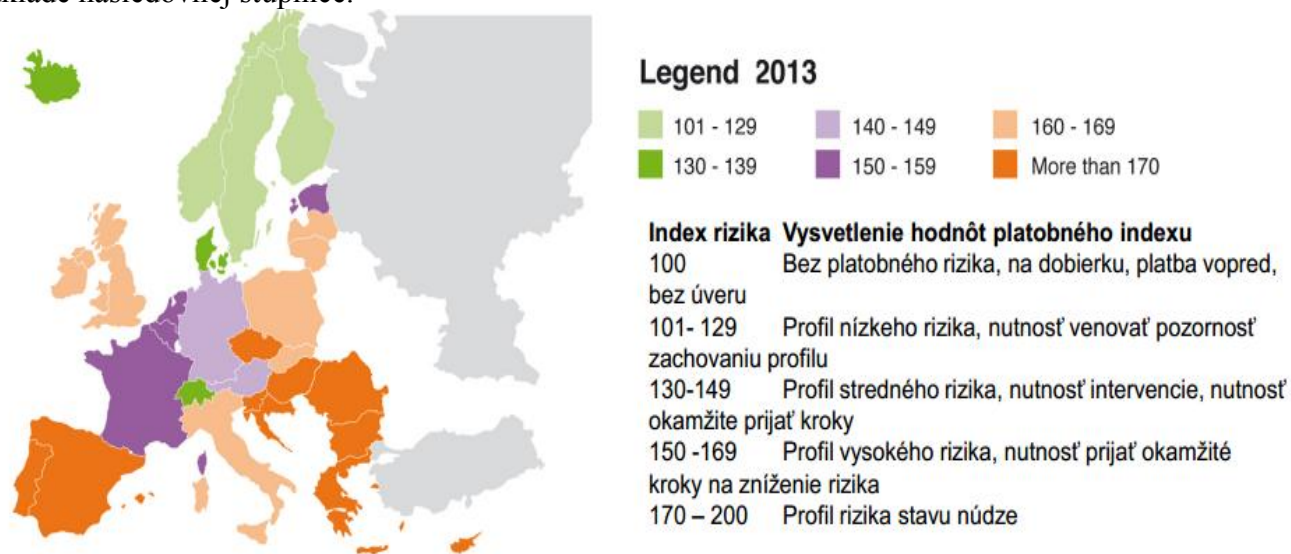 základe následovnej stupnice:
Legend 2013
101 - 129
140 - 149
160 - 169
130 - 139
150 - 159
More than 170
Index rizika Vysvetlenie hodnôt platobného indexu
100 Bez platobného rizika, na dobierku, platba vopred,
bez úveru
101- 129 Profil nízkeho rizika, nutnosť venovať pozornosť
zachovaniu profilu
130-149 Profil stredného rizika, nutnosť intervencie, nutnosť
okamžite prijať kroky
150 -169 Profil vysokého rizika, nutnosť prijať okamžité
kroky na zníženie rizika
170 – 200 Profil rizika stavu núdze